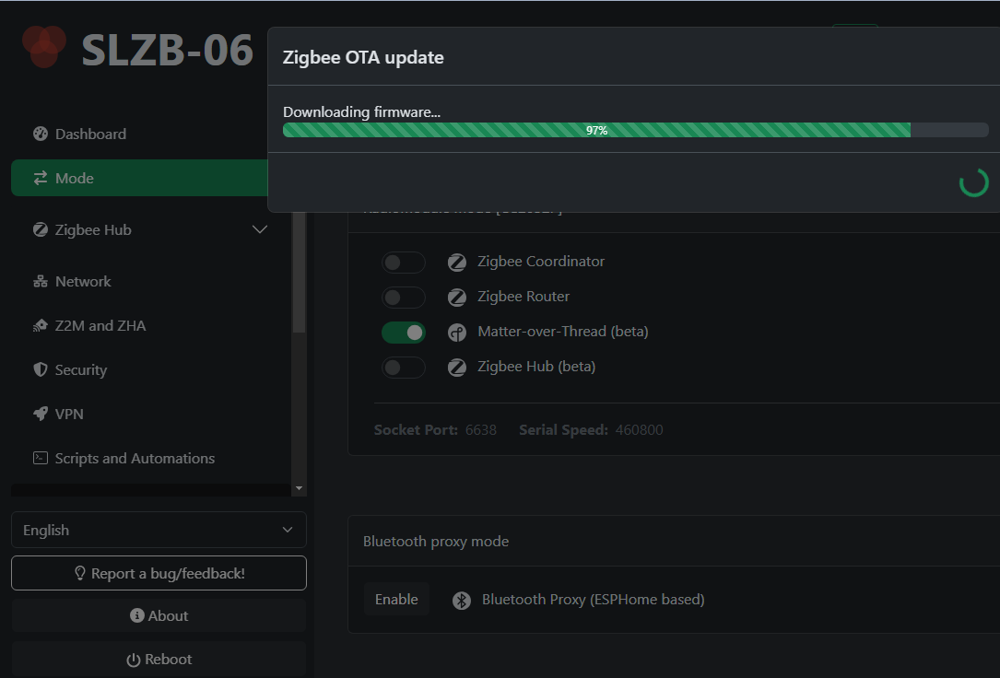 SLZB-06
Zigbee OTA update
Downloading firmware...
97%
Dashboard
Mode
Zigbee Hub
Network
Z2M and ZHA
Security
VPN
Scripts and Automations
English
Report a bug/feedback!
About
Reboot
Zigbee Coordinator
Zigbee Router
Matter-over-Thread (beta)
Zigbee Hub (beta)
Socket Port: 6638 Serial Speed: 460800
Bluetooth proxy mode
Enable Bluetooth Proxy (ESPHome based)